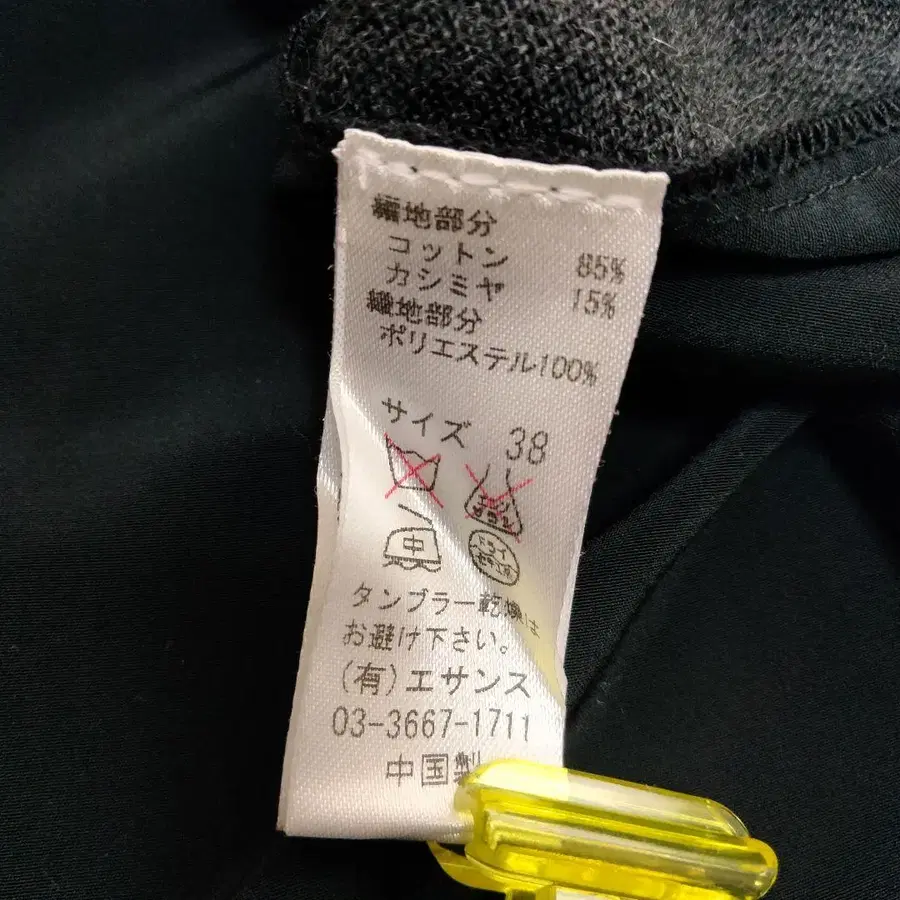 編地部分
コットン 85%
カシミヤ 15%
織地部分
ポリエステル100%
サイズ 38
中
タンブラー乾燥は
お避け下さい。
(有)エサンス
03-3667-1711
中国製